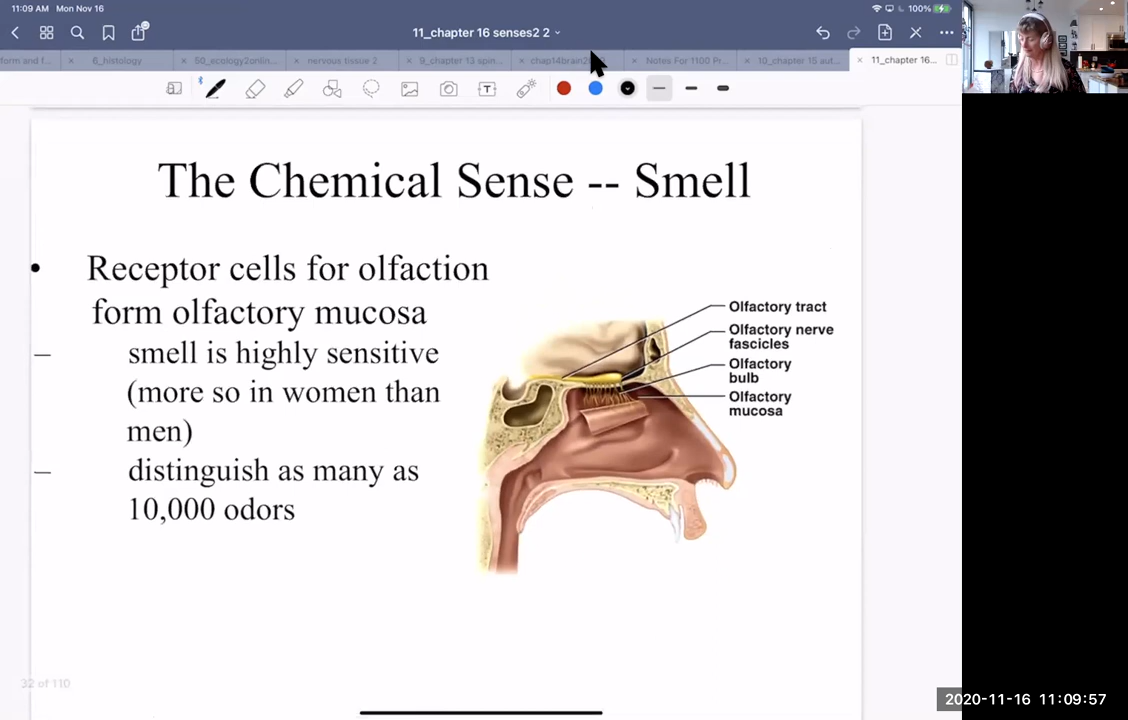 11:09 AM Mon Nov 16
100%
11_chapter 16 senses2 2
form and f...
6_histology
50_ecology2onlin...
nervous tissue 2
9_chapter 13 spin...
Notes For 1100 Pr...
10_chapter 15 aut...
11_chapter 16...
The Chemical Sense -- Smell
• Receptor cells for olfaction
form olfactory mucosa
– smell is highly sensitive
(more so in women than
men)
– distinguish as many as
10,000 odors
Olfactory tract
Olfactory nerve
fascicles
Olfactory
bulb
Olfactory
mucosa
32 of 110
2020-11-16 11:09:57